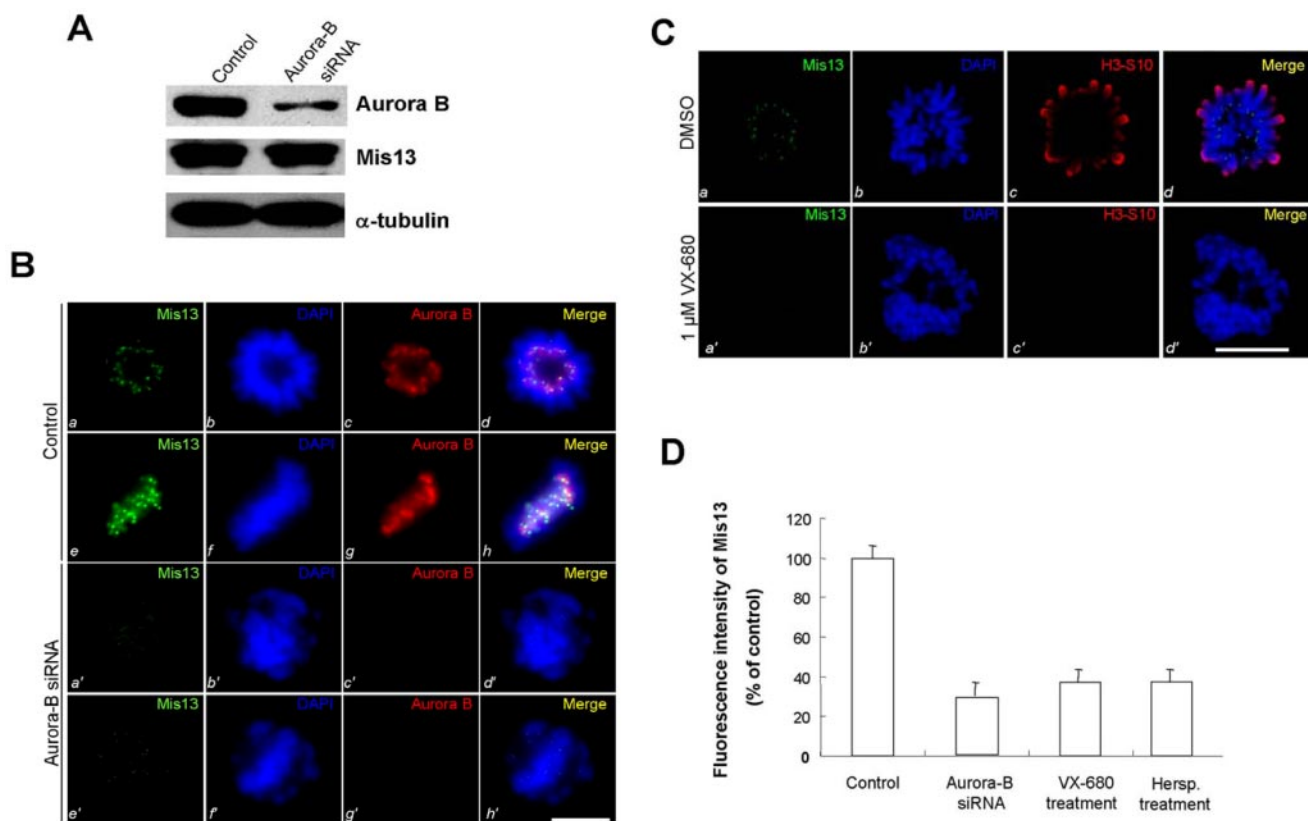 A
Control
Aurora-B
siRNA
Aurora B
Mis13
α-tubulin
B
Control
Mis13
DAPI
Aurora B
Merge
a
b
c
d
Mis13
DAPI
Aurora B
Merge
e
f
g
h
Aurora-B siRNA
Mis13
DAPI
Aurora B
Merge
a'
b'
c'
d'
Mis13
DAPI
Aurora B
Merge
e'
f'
g'
h'
C
DMSO
Mis13
DAPI
H3-S10
Merge
a
b
c
d
1 µM VX-680
Mis13
DAPI
H3-S10
Merge
a'
b'
c'
d'
D
Fluorescence intensity of Mis13
(% of control)
120
100
80
60
40
20
0
Control
Aurora-B
siRNA
VX-680
treatment
Hersp.
treatment